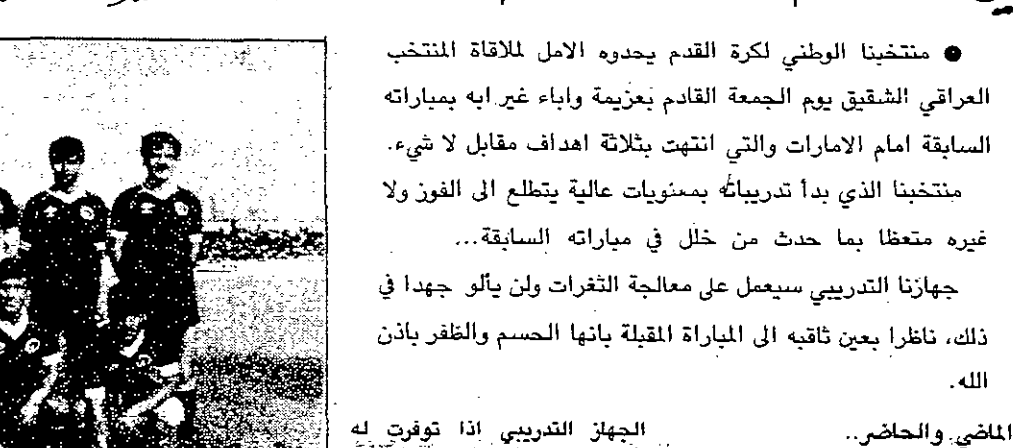 ● منتخبنا الوطني لكرة القدم يحدوه الامل لملاقاة المنتخب
العراقي الشقيق يوم الجمعة القادم بعزيمة واباء غير ابه بمباراته
السابقة امام الامارات والتي انتهت بثلاثة اهداف مقابل لا شيء.
منتخبنا الذي بدأ تدريباته بمعنويات عالية يتطلع الى الفوز ولا
غيره متعظا بما حدث من خلل في مباراته السابقة...
جهازنا التدريبي سيعمل على معالجة الثغرات ولن يألو جهدا في
ذلك، ناظرا بعين ثاقبه الى المباراة المقبلة بانها الحسم والظفر باذن
الله.
الماضي والحاضر..
الجهاز التدريبي اذا توفرت له